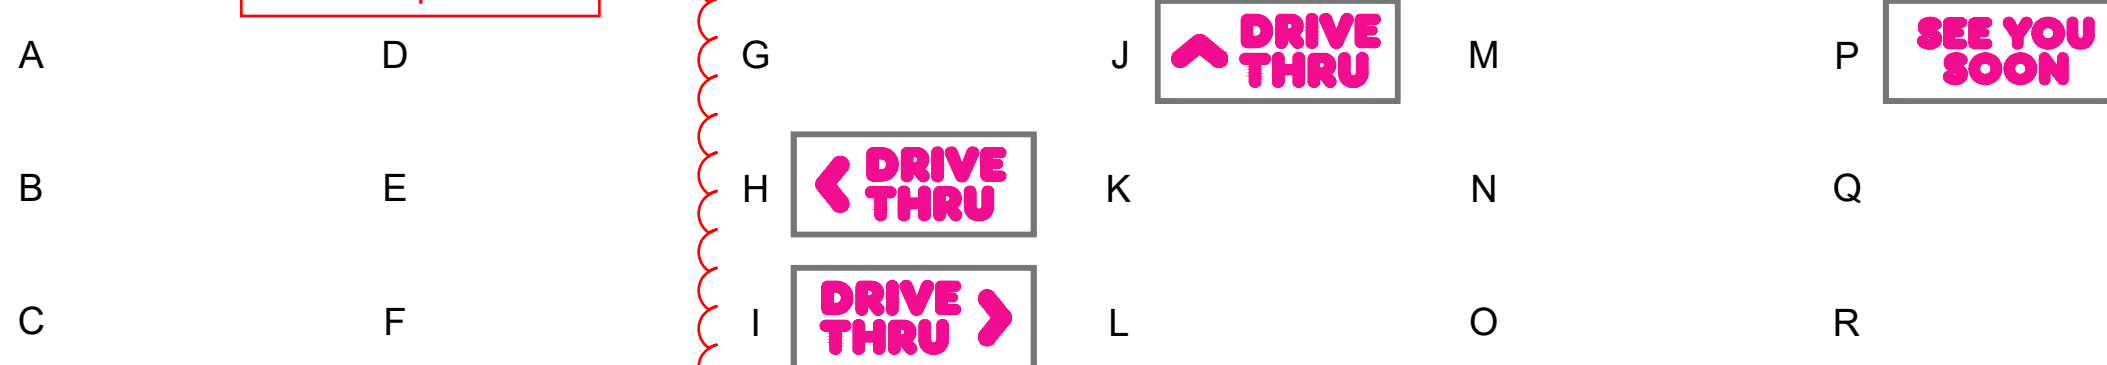 A D G J DRIVE THRU M P SEE YOU SOON
B E H DRIVE THRU K N Q
C F I DRIVE THRU L O R